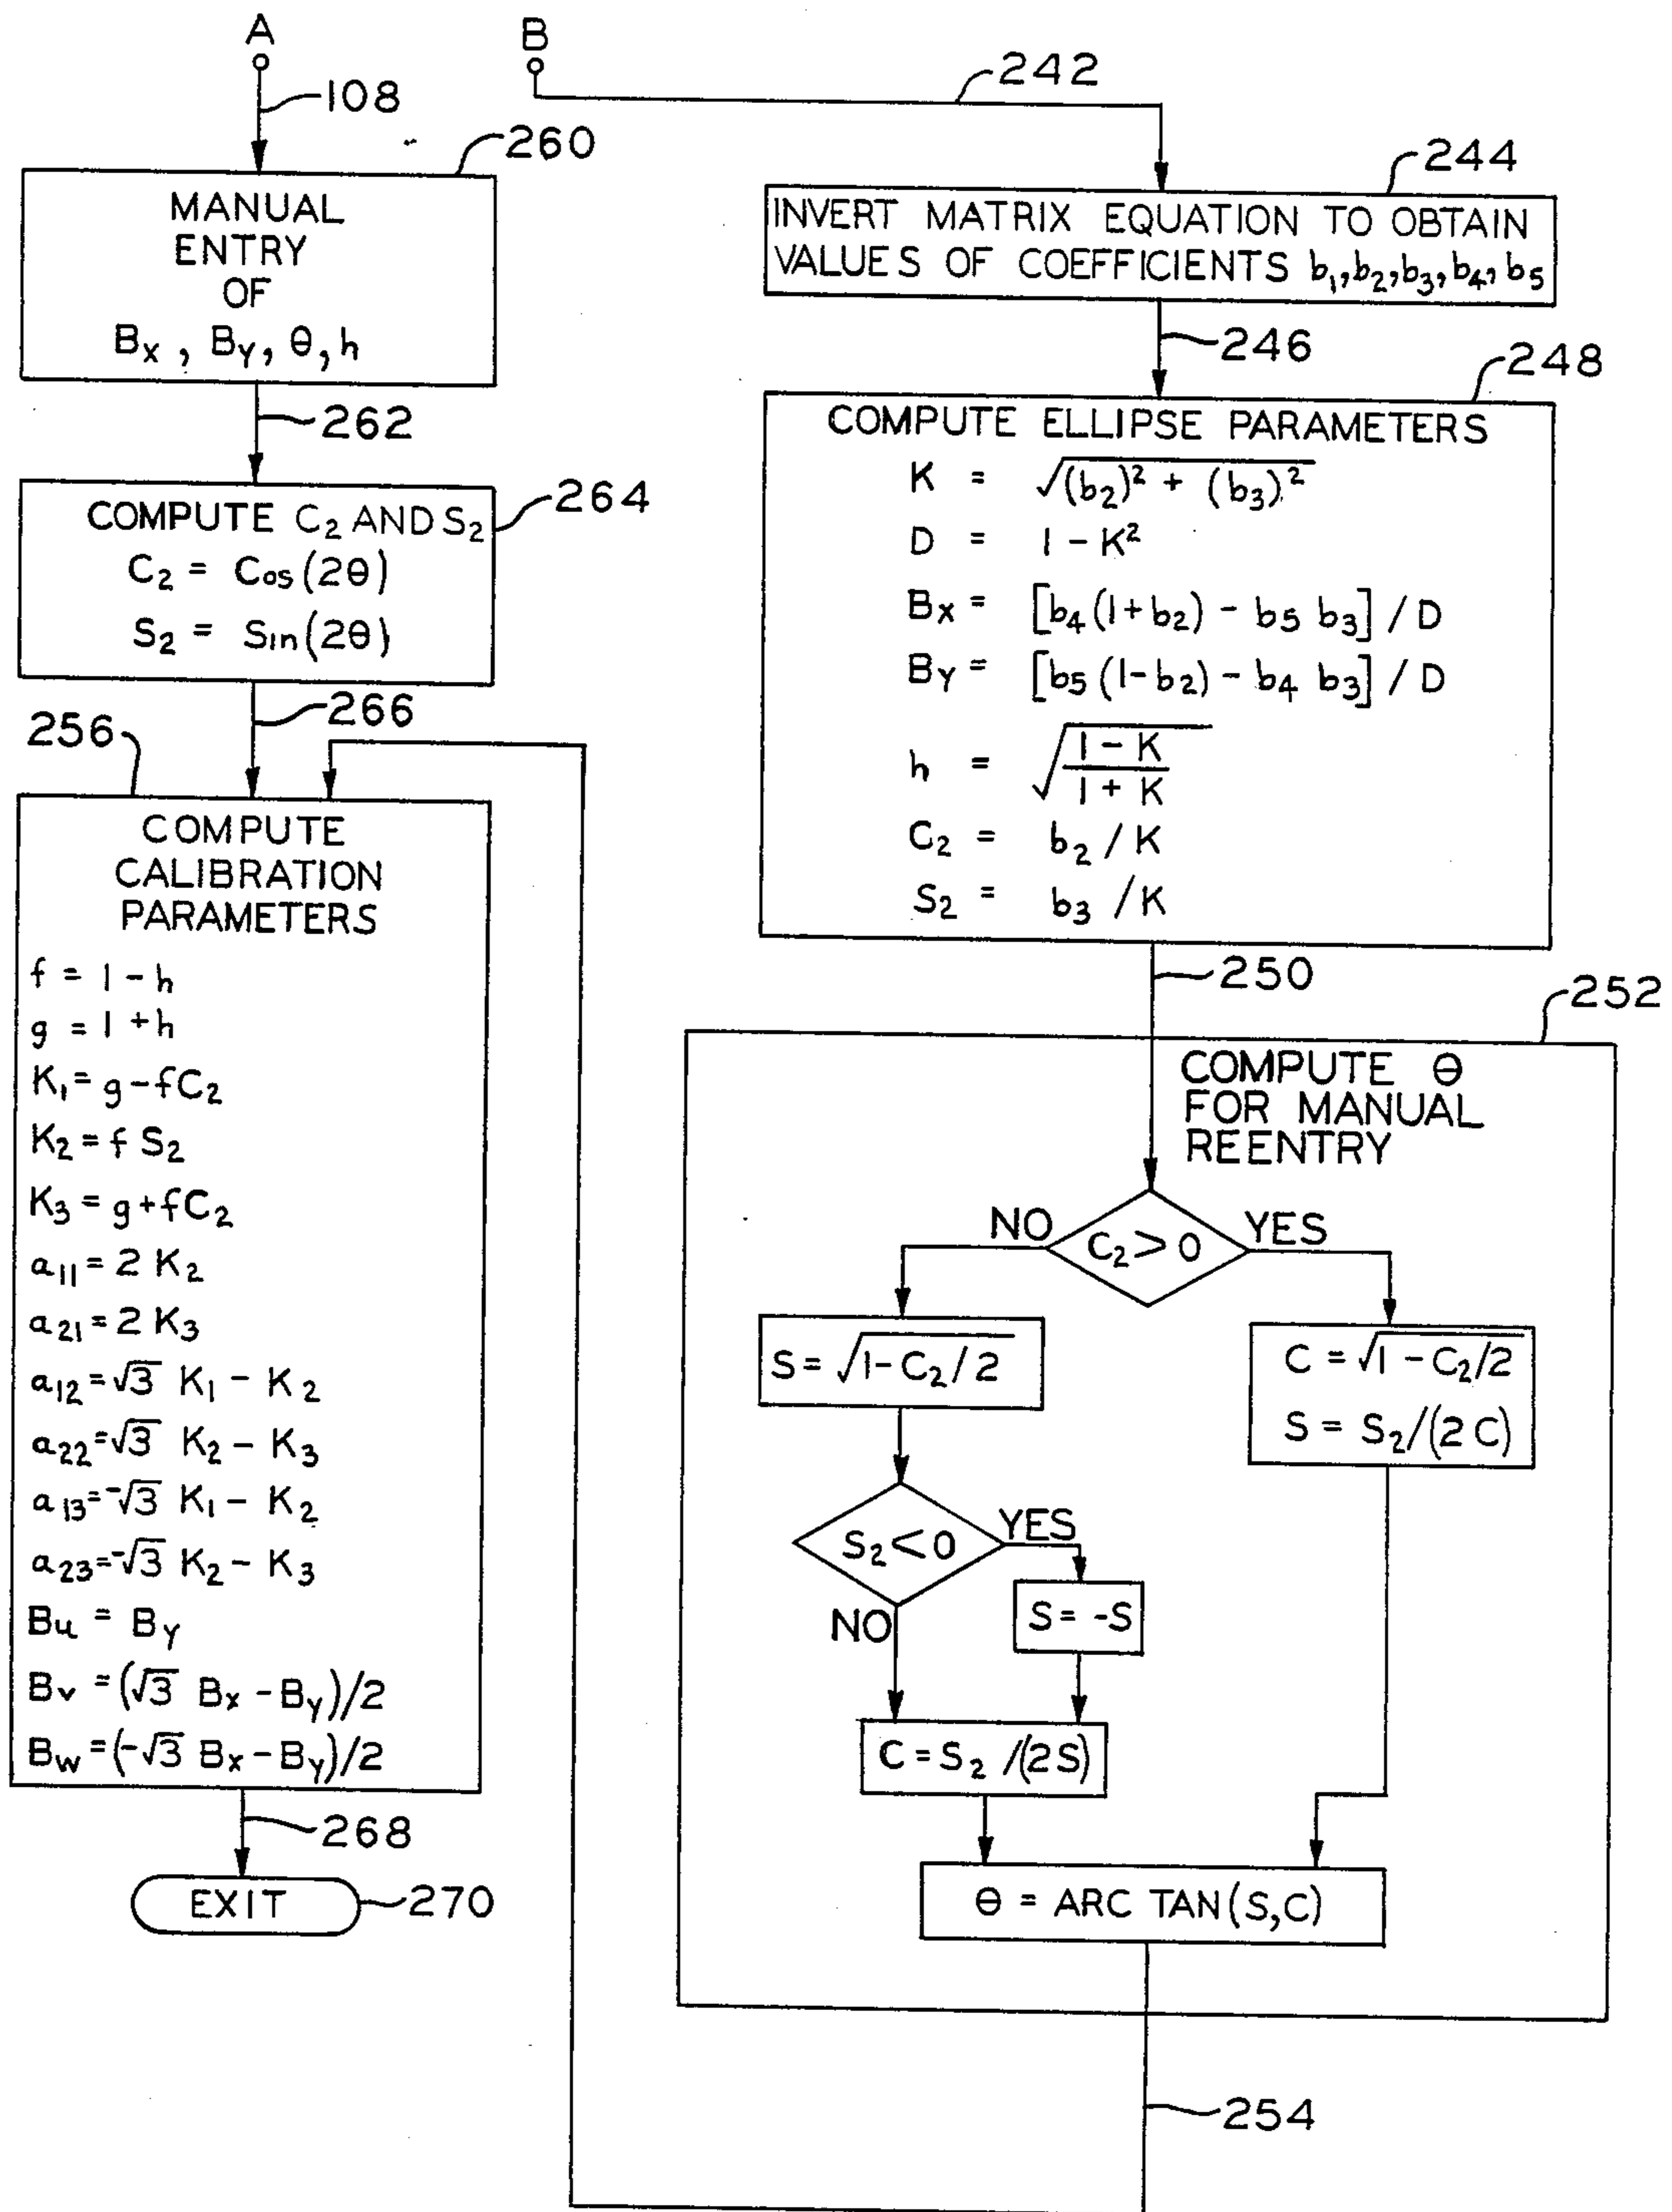 A
108
260
MANUAL
ENTRY
OF
Bx , By, θ, h
262
264
COMPUTE C₂ AND S₂
C₂ = Cos(2θ)
S₂ = Sin(2θ)
266
256
COMPUTE
CALIBRATION
PARAMETERS
f = 1 - h
g = 1 + h
K₁ = g - fC₂
K₂ = f S₂
K₃ = g + fC₂
a₁₁ = 2 K₂
a₂₁ = 2 K₃
a₁₂ = √3 K₁ - K₂
a₂₂ = √3 K₂ - K₃
a₁₃ = -√3 K₁ - K₂
a₂₃ = -√3 K₂ - K₃
Bu = By
Bv = (√3 Bx - By)/2
Bw = (-√3 Bx - By)/2
268
EXIT
270
B
242
244
INVERT MATRIX EQUATION TO OBTAIN
VALUES OF COEFFICIENTS b₁, b₂, b₃, b₄, b₅
246
248
COMPUTE ELLIPSE PARAMETERS
K = √(b₂)² + (b₃)²
D = 1 - K²
Bx = [b₄ (1+b₂) - b₅ b₃] / D
By = [b₅ (1-b₂) - b₄ b₃] / D
h = √(1 - K)/(1 + K)
C₂ = b₂ / K
S₂ = b₃ / K
250
252
COMPUTE θ
FOR MANUAL
REENTRY
NO
C₂ > 0
YES
S = √1 - C₂/2
C = √1 - C₂/2
S = S₂/(2 C)
S₂ < 0
YES
NO
S = -S
C = S₂ /(2S)
θ = ARC TAN(S,C)
254